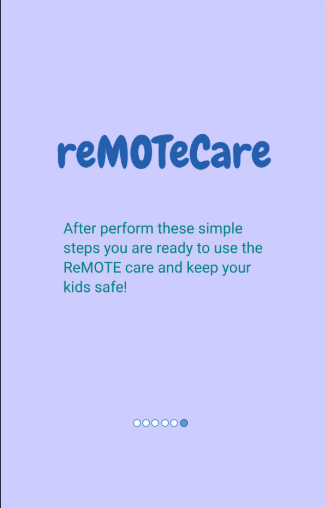 reMOTeCare
After perform these simple
steps you are ready to use the
ReMOTE care and keep your
kids safe!